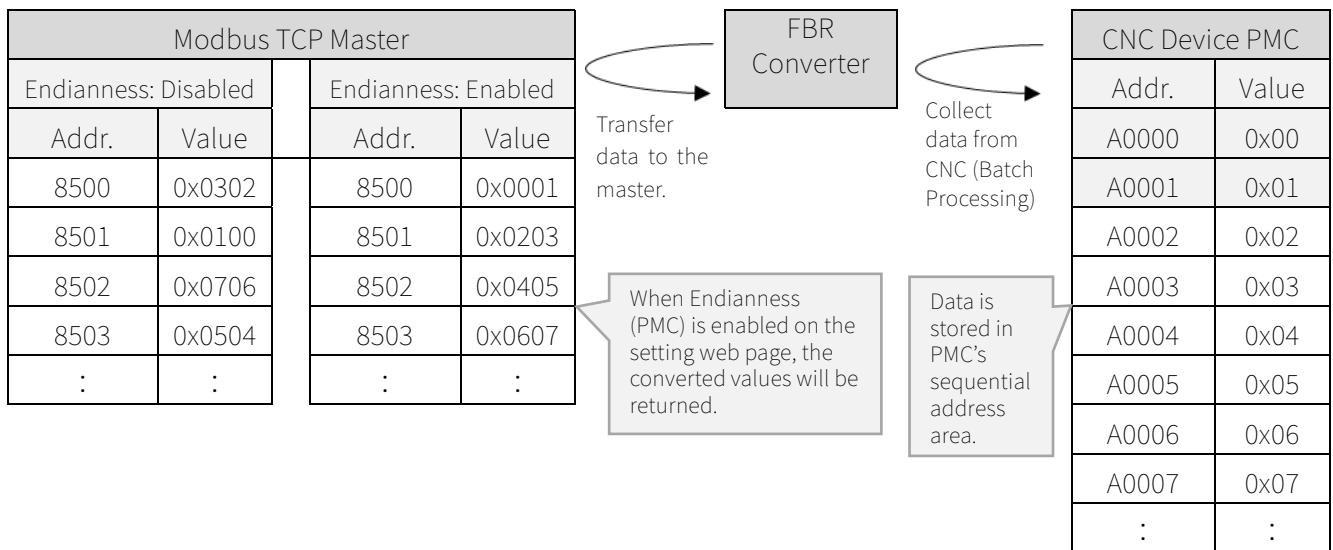 Modbus TCP Master
Endianness: Disabled Endianness: Enabled
Addr. Value Addr. Value
8500 0x0302 8500 0x0001
8501 0x0100 8501 0x0203
8502 0x0706 8502 0x0405
8503 0x0504 8503 0x0607
: : : :
Transfer
data to the
master.
FBR
Converter
When Endianness
(PMC) is enabled on the
setting web page, the
converted values will be
returned.
Collect
data from
CNC (Batch
Processing)
Data is
stored in
PMC's
sequential
address
area.
CNC Device PMC
Addr. Value
A0000 0x00
A0001 0x01
A0002 0x02
A0003 0x03
A0004 0x04
A0005 0x05
A0006 0x06
A0007 0x07
: :